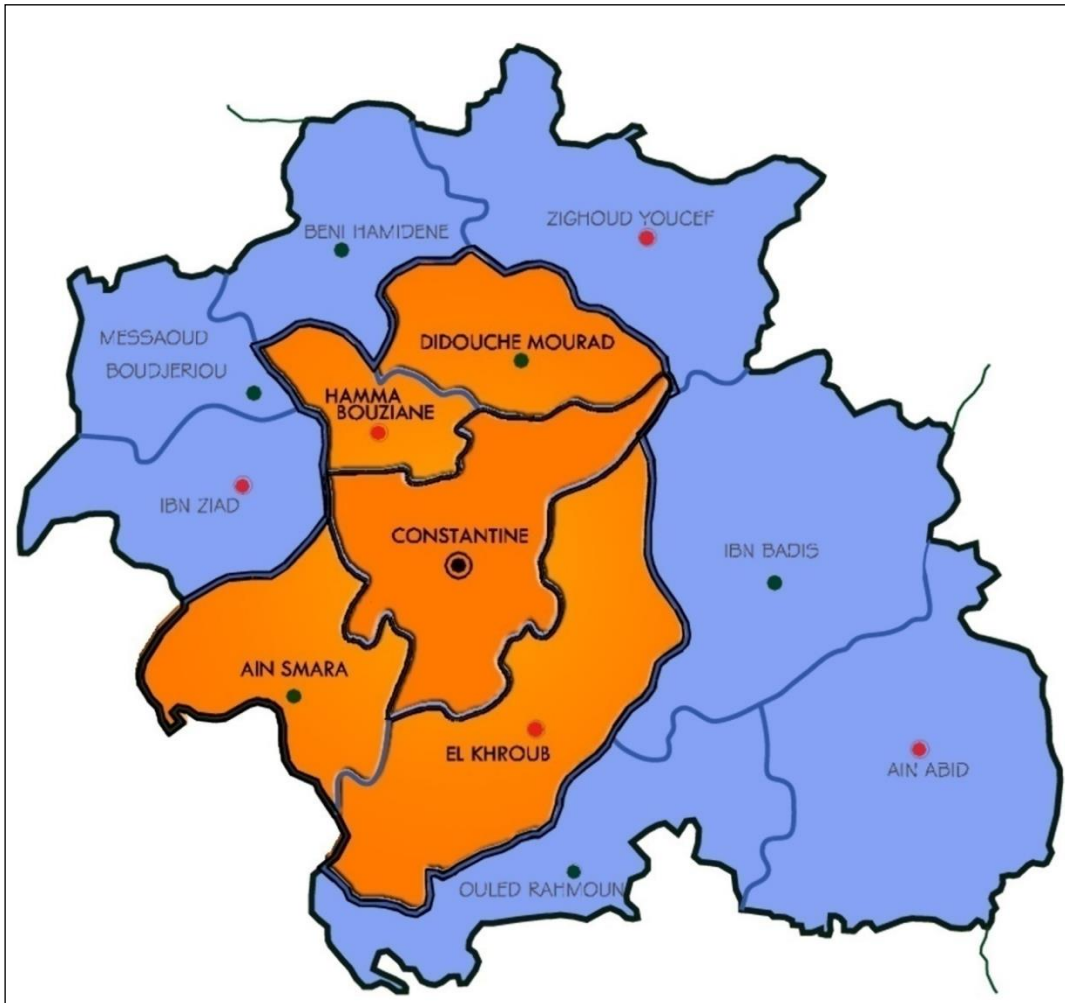 ZIGHOUD YOUCEF
BENI HAMIDENE
MESSAOUD
BOUDJERIOU
DIDOUCHE MOURAD
HAMMA
BOUZIANE
IBN ZIAD
CONSTANTINE
IBN BADIS
AIN SMARA
EL KHROUB
AIN ABID
OULED RAHMOUN